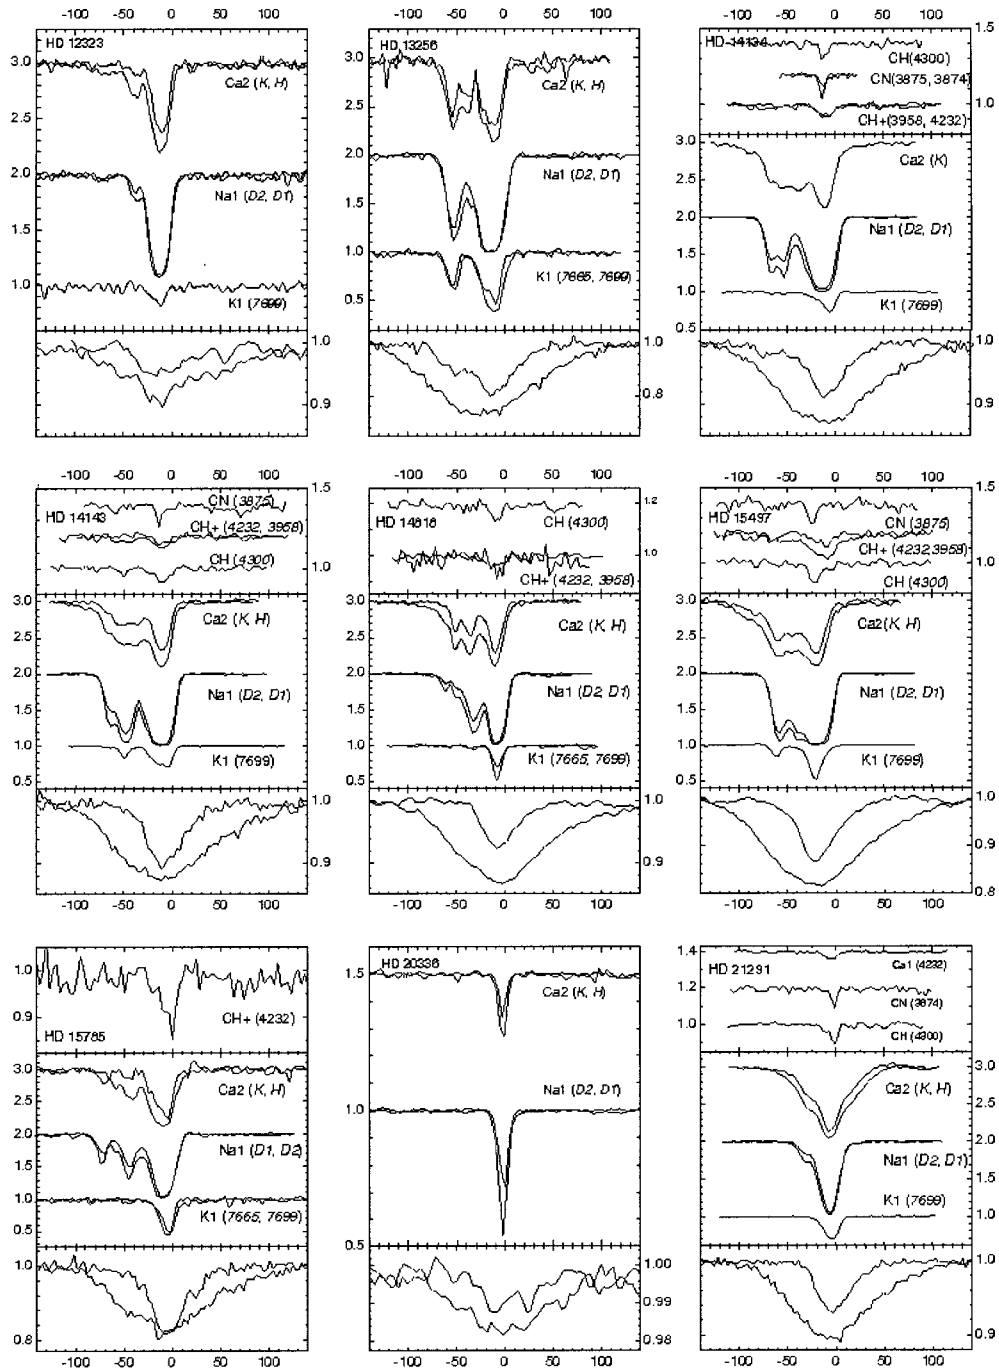 -100 -50 0 50 100
-100 -50 0 50 100
-100 -50 0 50 100
HD 12323
3.0
Ca2 (K, H)
2.5
2.0
Na1 (D2, D1)
1.5
1.0
K1 (7699)
1.0
0.9
HD 13256
3.0
Ca2 (K, H)
2.5
2.0
Na1 (D2, D1)
1.5
1.0
K1 (7665, 7699)
0.5
1.0
0.8
1.5
HD 14134
CH(4300)
CN(3875, 3874)
1.0
CH+(3958, 4232)
3.0
Ca2 (K)
2.5
2.0
Na1 (D2, D1)
1.5
1.0
K1 (7699)
0.5
1.0
0.9
-100 -50 0 50 100
-100 -50 0 50 100
-100 -50 0 50 100
1.5
CN (3875)
HD 14143
CH+ (4232, 3958)
CH (4300)
1.0
3.0
Ca2 (K, H)
2.5
2.0
Na1 (D2, D1)
1.5
1.0
K1 (7699)
0.5
1.0
0.9
1.2
HD 14818
CH (4300)
1.0
CH+ (4232, 3958)
3.0
Ca2 (K, H)
2.5
2.0
Na1 (D2, D1)
1.5
1.0
K1 (7665, 7699)
0.5
1.0
0.9
1.5
HD 15497
CN (3875)
CH+ (4232,3958)
1.0
CH (4300)
3.0
Ca2(K, H)
2.5
2.0
Na1 (D2, D1)
1.5
1.0
K1 (7699)
0.5
1.0
0.9
-100 -50 0 50 100
-100 -50 0 50 100
-100 -50 0 50 100
1.0
0.9
CH+ (4232)
HD 15785
3.0
Ca2 (K, H)
2.5
2.0
Na1 (D1, D2)
1.5
1.0
K1 (7665, 7699)
0.5
1.0
0.8
HD 20336
1.5
Ca2 (K, H)
Na1 (D2, D1)
1.0
0.5
1.00
0.99
0.98
1.4
HD 21291
Ca1 (4232)
1.2
CN (3874)
1.0
CH (4300)
3.0
Ca2 (K, H)
2.5
2.0
Na1 (D2, D1)
1.5
K1 (7699)
1.0
1.0
0.9
-100 -50 0 50 100
-100 -50 0 50 100
-100 -50 0 50 100